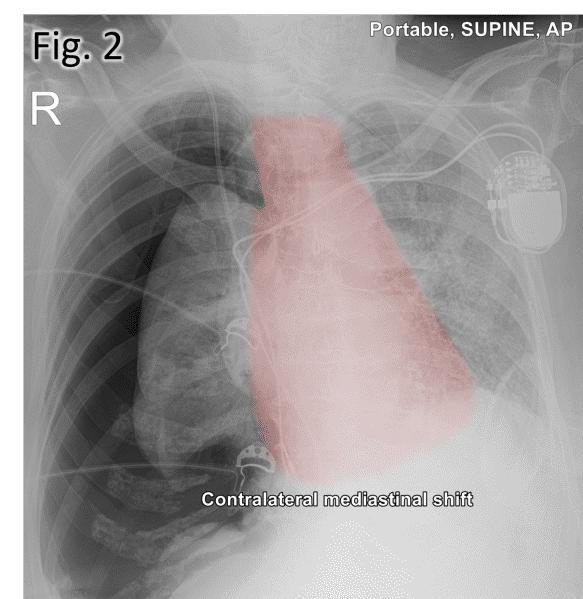 Fig. 2
Portable, SUPINE, AP
R
Contralateral mediastinal shift